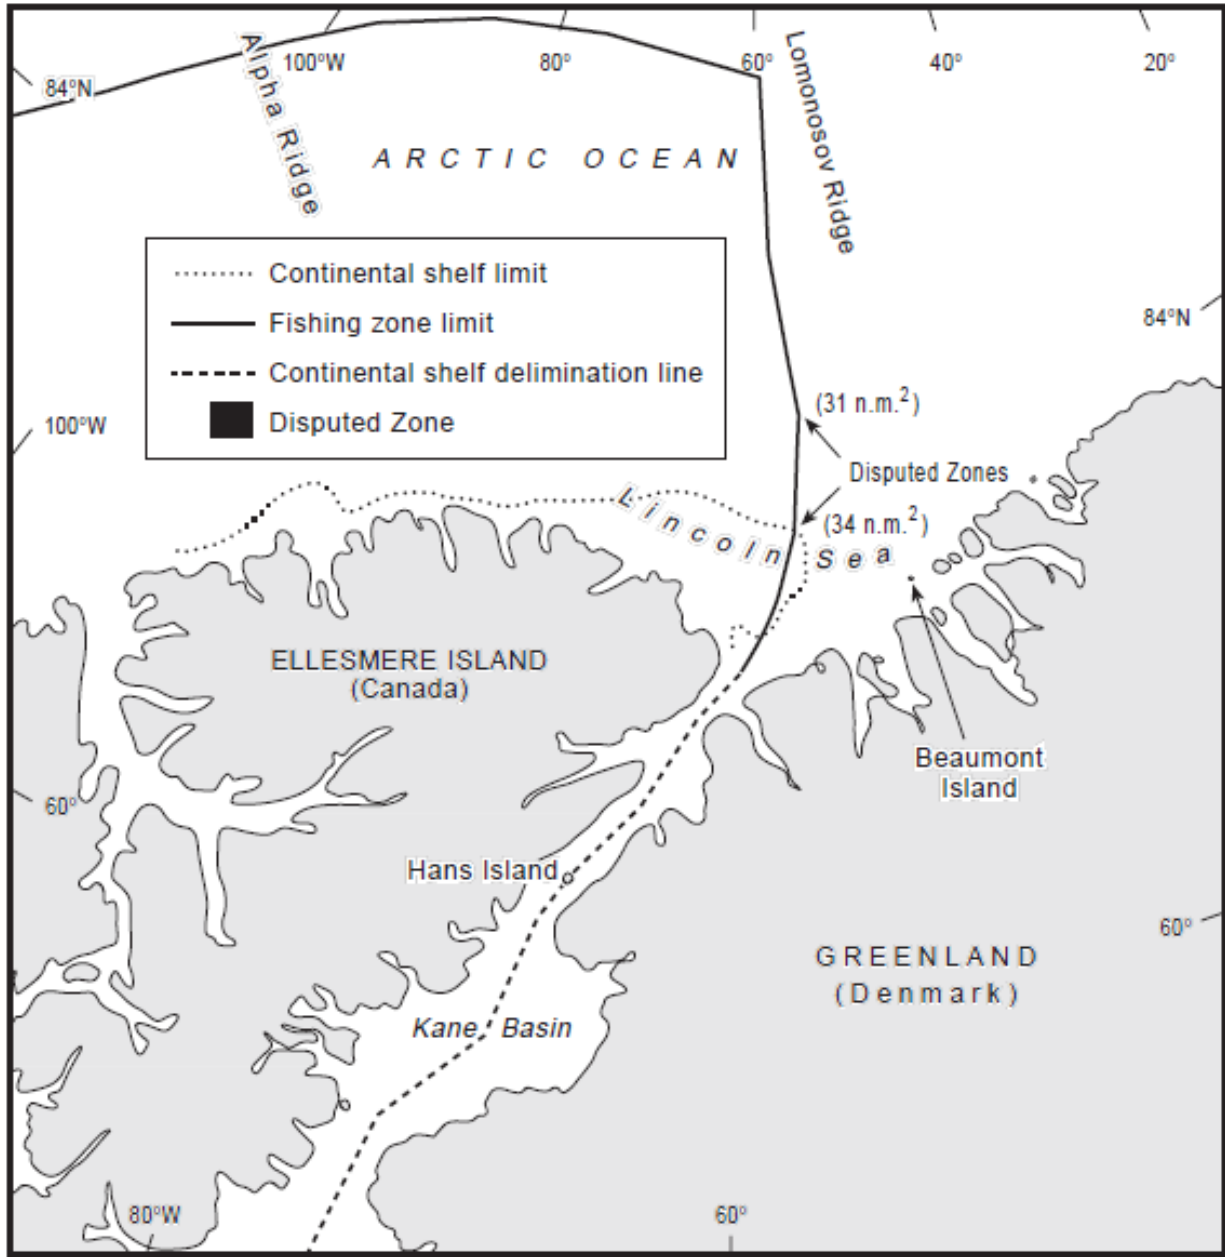 100°W
80°
60°
40°
20°
84°N
Alpha Ridge
Lomonosov Ridge
ARCTIC OCEAN
Continental shelf limit
Fishing zone limit
Continental shelf delimination line
Disputed Zone
84°N
100°W
(31 n.m.²)
Disputed Zones
(34 n.m.²)
Lincoln Sea
ELLESMERE ISLAND
(Canada)
Beaumont
Island
60°
Hans Island
60°
GREENLAND
(Denmark)
Kane Basin
80°W
60°